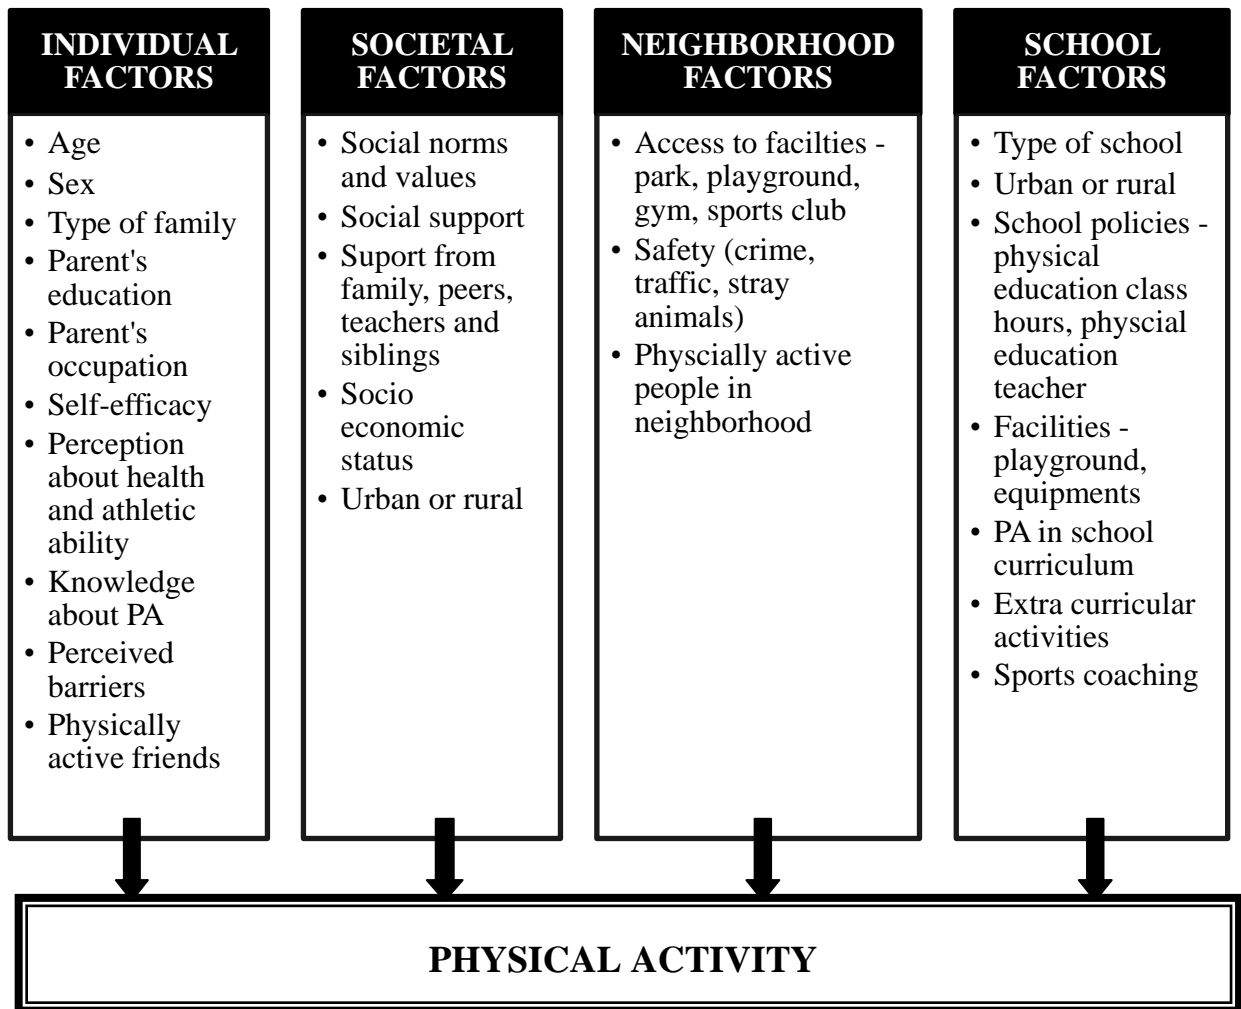 INDIVIDUAL
FACTORS
• Age
• Sex
• Type of family
• Parent's
education
• Parent's
occupation
• Self-efficacy
• Perception
about health
and athletic
ability
• Knowledge
about PA
• Perceived
barriers
• Physically
active friends
SOCIETAL
FACTORS
• Social norms
and values
• Social support
• Suport from
family, peers,
teachers and
siblings
• Socio
economic
status
• Urban or rural
NEIGHBORHOOD
FACTORS
• Access to facilties -
park, playground,
gym, sports club
• Safety (crime,
traffic, stray
animals)
• Physcially active
people in
neighborhood
SCHOOL
FACTORS
• Type of school
• Urban or rural
• School policies -
physical
education class
hours, physcial
education
teacher
• Facilities -
playground,
equipments
• PA in school
curriculum
• Extra curricular
activities
• Sports coaching
PHYSICAL ACTIVITY